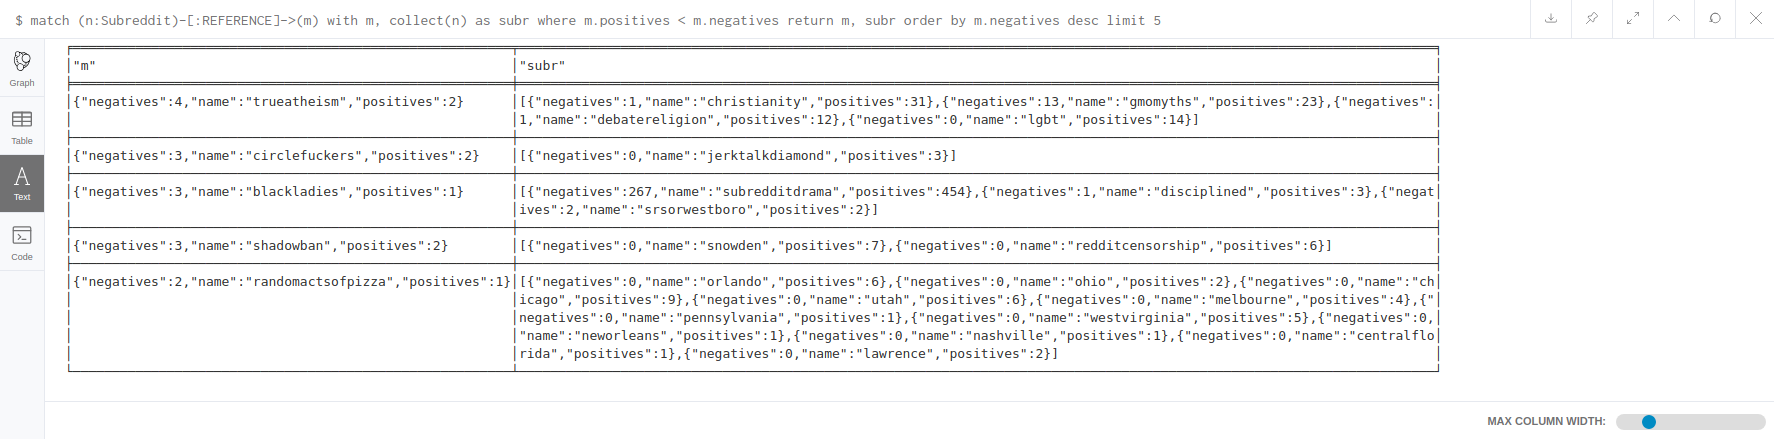 $ match (n:Subreddit)-[:REFERENCE]->(m) with m, collect(n) as subr where m.positives < m.negatives return m, subr order by m.negatives desc limit 5
Graph
Table
Text
Code
"m" "subr"
{"negatives":4,"name":"trueatheism","positives":2} [{"negatives":1,"name":"christianity","positives":31},{"negatives":13,"name":"gmomyths","positives":23},{"negatives":
1,"name":"debatereligion","positives":12},{"negatives":0,"name":"lgbt","positives":14}]
{"negatives":3,"name":"circlefuckers","positives":2} [{"negatives":0,"name":"jerktalkdiamond","positives":3}]
{"negatives":3,"name":"blackladies","positives":1} [{"negatives":267,"name":"subredditdrama","positives":454},{"negatives":1,"name":"disciplined","positives":3},{"negat
ives":2,"name":"srsorwestboro","positives":2}]
{"negatives":3,"name":"shadowban","positives":2} [{"negatives":0,"name":"snowden","positives":7},{"negatives":0,"name":"redditcensorship","positives":6}]
{"negatives":2,"name":"randomactsofpizza","positives":1} [{"negatives":0,"name":"orlando","positives":6},{"negatives":0,"name":"ohio","positives":2},{"negatives":0,"name":"ch
icago","positives":9},{"negatives":0,"name":"utah","positives":6},{"negatives":0,"name":"melbourne","positives":4},{"
negatives":0,"name":"pennsylvania","positives":1},{"negatives":0,"name":"westvirginia","positives":5},{"negatives":0,
"name":"neworleans","positives":1},{"negatives":0,"name":"nashville","positives":1},{"negatives":0,"name":"centralflo
rida","positives":1},{"negatives":0,"name":"lawrence","positives":2}]
MAX COLUMN WIDTH: